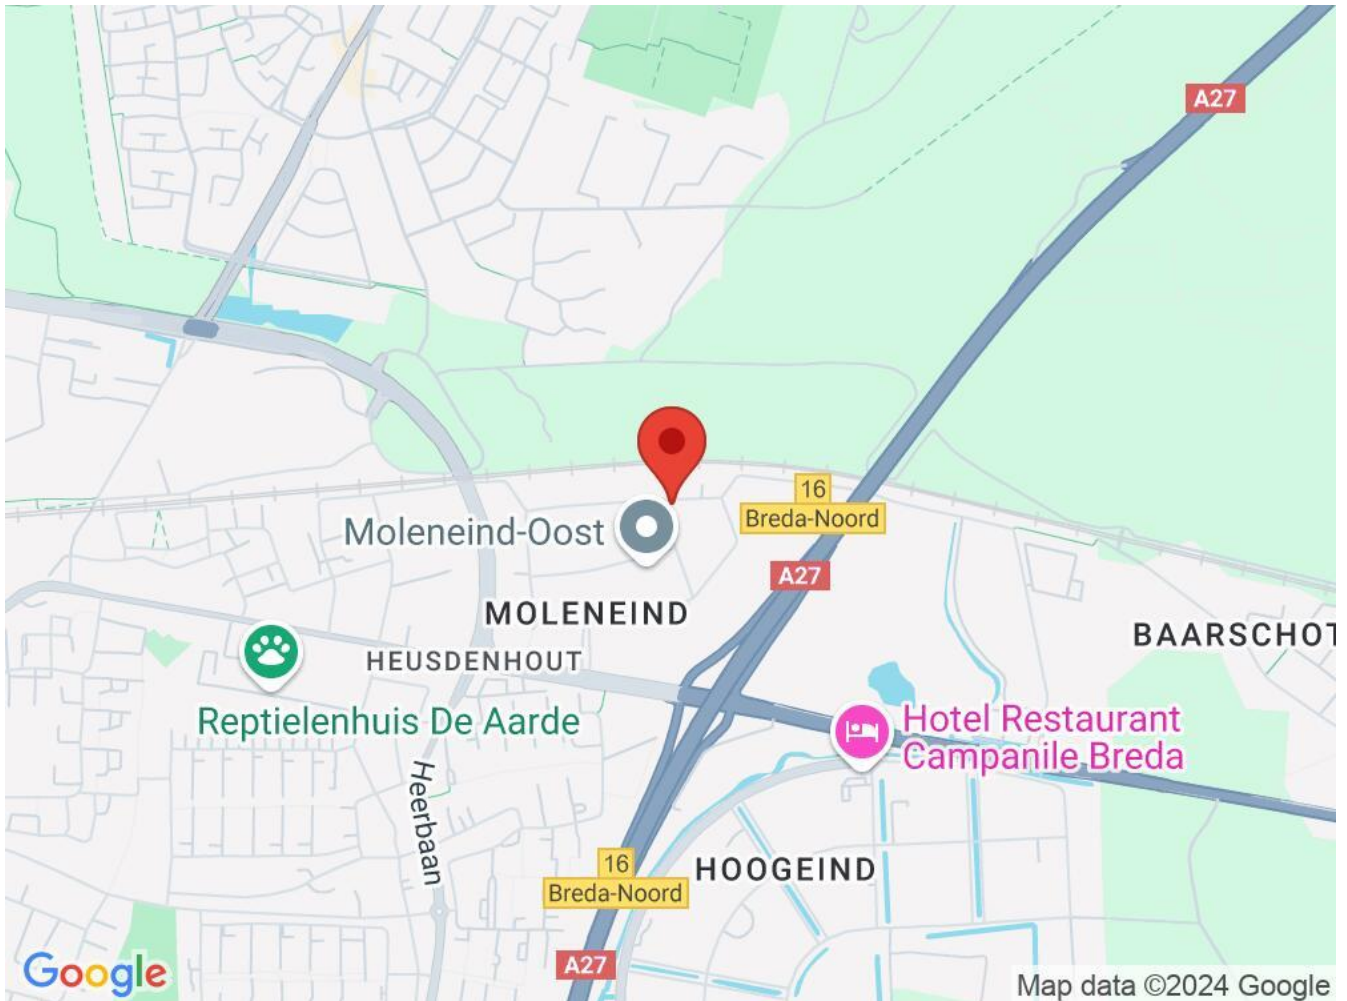 A27
16
Breda-Noord
Moleneind-Oost
A27
MOLENEIND
BAARSCHOT
HEUSDENHOUT
Reptielenhuis De Aarde
Hotel Restaurant
Campanile Breda
Heerbaan
16
Breda-Noord
HOOGEIND
A27
Google
Map data ©2024 Google